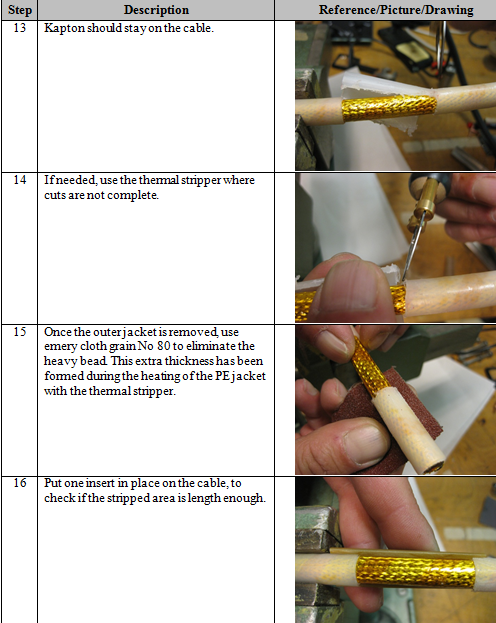 Step Description Reference/Picture/Drawing
13 Kapton should stay on the cable.
14 If needed, use the thermal stripper where
cuts are not complete.
15 Once the outer jacket is removed, use
emery cloth grain No 80 to eliminate the
heavy bead. This extra thickness has been
formed during the heating of the PE jacket
with the thermal stripper.
16 Put one insert in place on the cable, to
check if the stripped area is length enough.